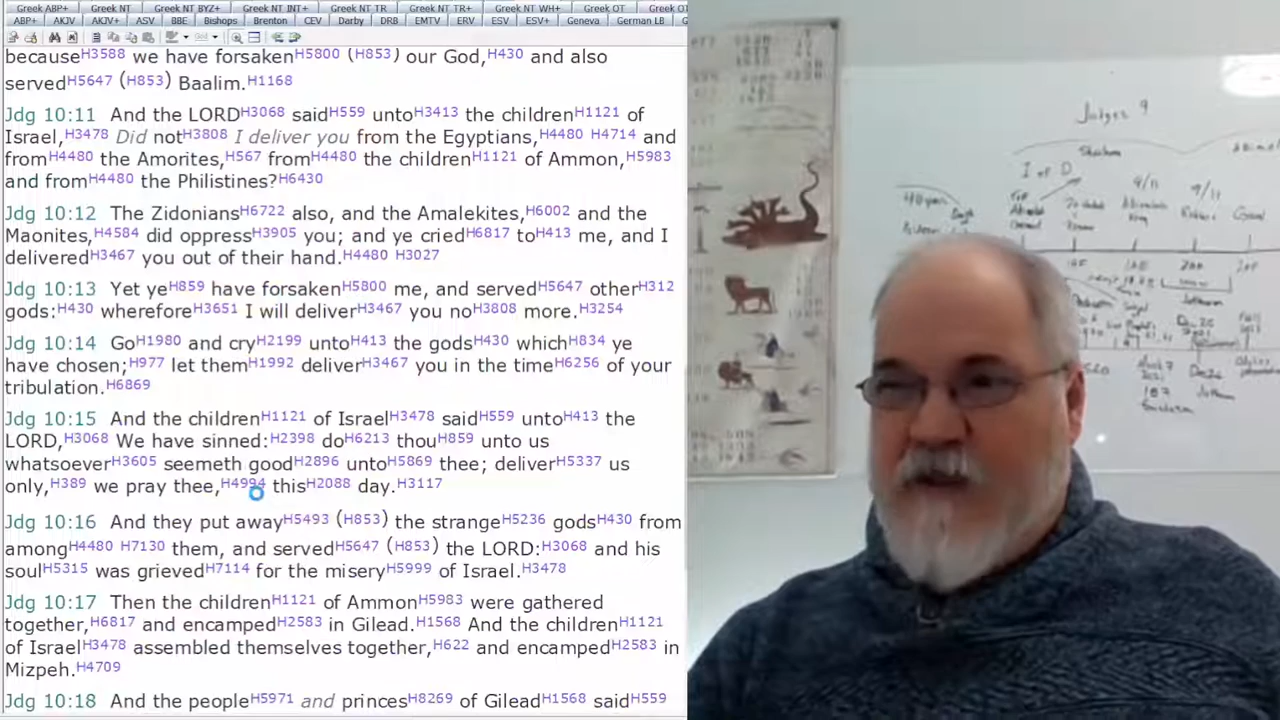 Greek ABP+ Greek NT Greek NT BYZ+ Greek NT INT+ Greek NT TR Greek NT TR+ Greek NT WH+ Greek OT
ABP+ AKJV AKJV+ ASV BBE Bishops Brenton CEV Darby DRB EMTV ERV ESV ESV+ Geneva German LB
because H3588 we have forsaken H5800 (H853) our God, H430 and also
served H5647 (H853) Baalim. H1168
Jdg 10:11 And the LORD H3068 said H559 unto H3413 the children H1121 of
Israel, H3478 Did not H3808 I deliver you from the Egyptians, H4480 H4714 and
from H4480 the Amorites, H567 from H4480 the children H1121 of Ammon, H5983
and from H4480 the Philistines? H6430
Jdg 10:12 The Zidonians H6722 also, and the Amalekites, H6002 and the
Maonites, H4584 did oppress H3905 you; and ye cried H6817 to H413 me, and I
delivered H3467 you out of their hand. H4480 H3027
Jdg 10:13 Yet ye H859 have forsaken H5800 me, and served H5647 other H312
gods: H430 wherefore H3651 I will deliver H3467 you no H3808 more. H3254
Jdg 10:14 Go H1980 and cry H2199 unto H413 the gods H430 which H834 ye
have chosen; H977 let them H1992 deliver H3467 you in the time H6256 of your
tribulation. H6869
Jdg 10:15 And the children H1121 of Israel H3478 said H559 unto H413 the
LORD, H3068 We have sinned: H2398 do H6213 thou H859 unto us
whatsoever H3605 seemeth good H2896 unto H5869 thee; deliver H5337 us
only, H389 we pray thee, H4994 this H2088 day. H3117
Jdg 10:16 And they put away H5493 (H853) the strange H5236 gods H430 from
among H4480 H7130 them, and served H5647 (H853) the LORD: H3068 and his
soul H5315 was grieved H7114 for the misery H5999 of Israel. H3478
Jdg 10:17 Then the children H1121 of Ammon H5983 were gathered
together, H6817 and encamped H2583 in Gilead. H1568 And the children H1121
of Israel H3478 assembled themselves together, H622 and encamped H2583 in
Mizpeh. H4709
Jdg 10:18 And the people H5971 and princes H8269 of Gilead H1568 said H559
Judges 9
I of D
9/11
9/11